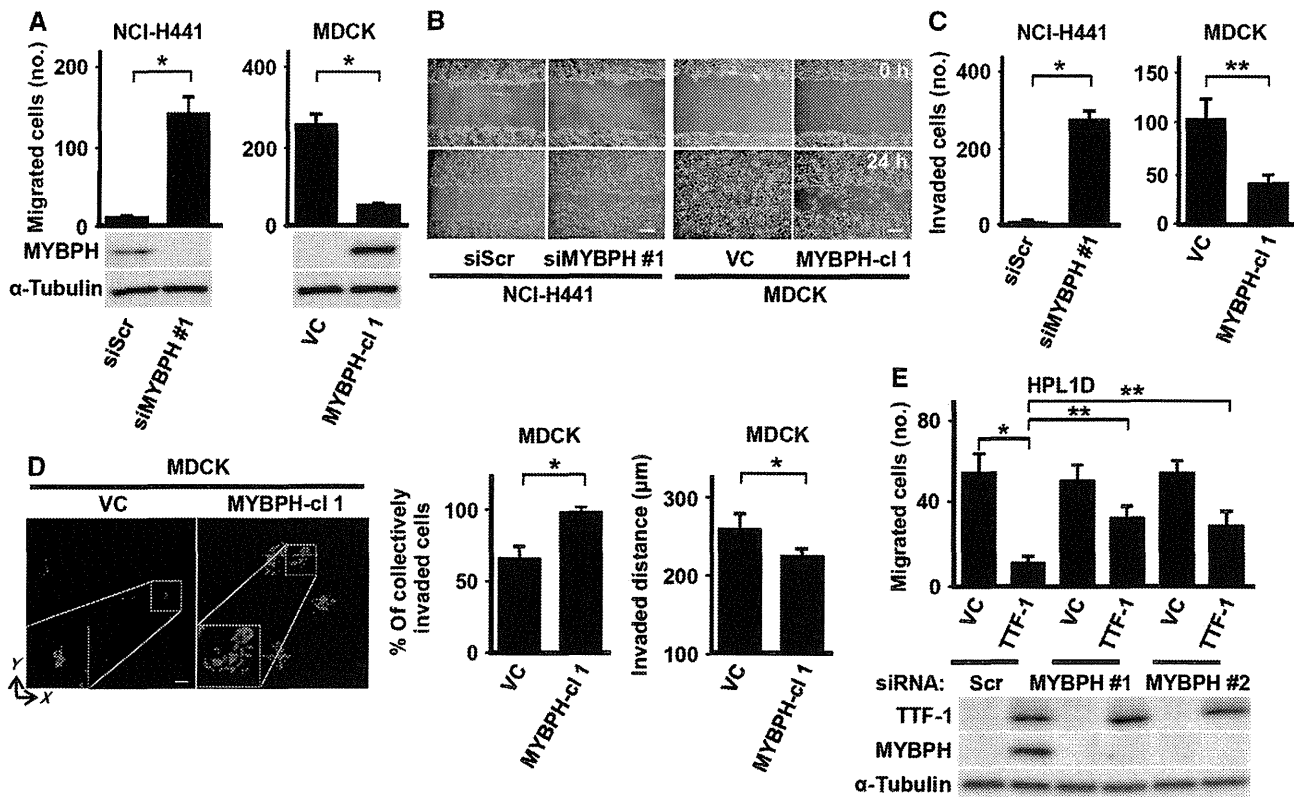 A
NCI-H441
MDCK
Migrated cells (no.)
200
100
0
*
400
200
0
*
MYBPH
α-Tubulin
siScr
siMYBPH #1
VC
MYBPH-cl 1
B
0 h
24 h
siScr
siMYBPH #1
VC
MYBPH-cl 1
NCI-H441
MDCK
C
NCI-H441
MDCK
Invaded cells (no.)
400
200
0
*
150
100
50
0
**
siScr
siMYBPH #1
VC
MYBPH-cl 1
D
MDCK
VC
MYBPH-cl 1
Y
X
MDCK
% Of collectively
invaded cells
100
50
0
*
VC
MYBPH-cl 1
MDCK
Invaded distance (μm)
300
200
100
*
VC
MYBPH-cl 1
E
HPL1D
Migrated cells (no.)
80
40
0
*
**
**
VC
TTF-1
VC
TTF-1
VC
TTF-1
siRNA: Scr MYBPH #1 MYBPH #2
TTF-1
MYBPH
α-Tubulin